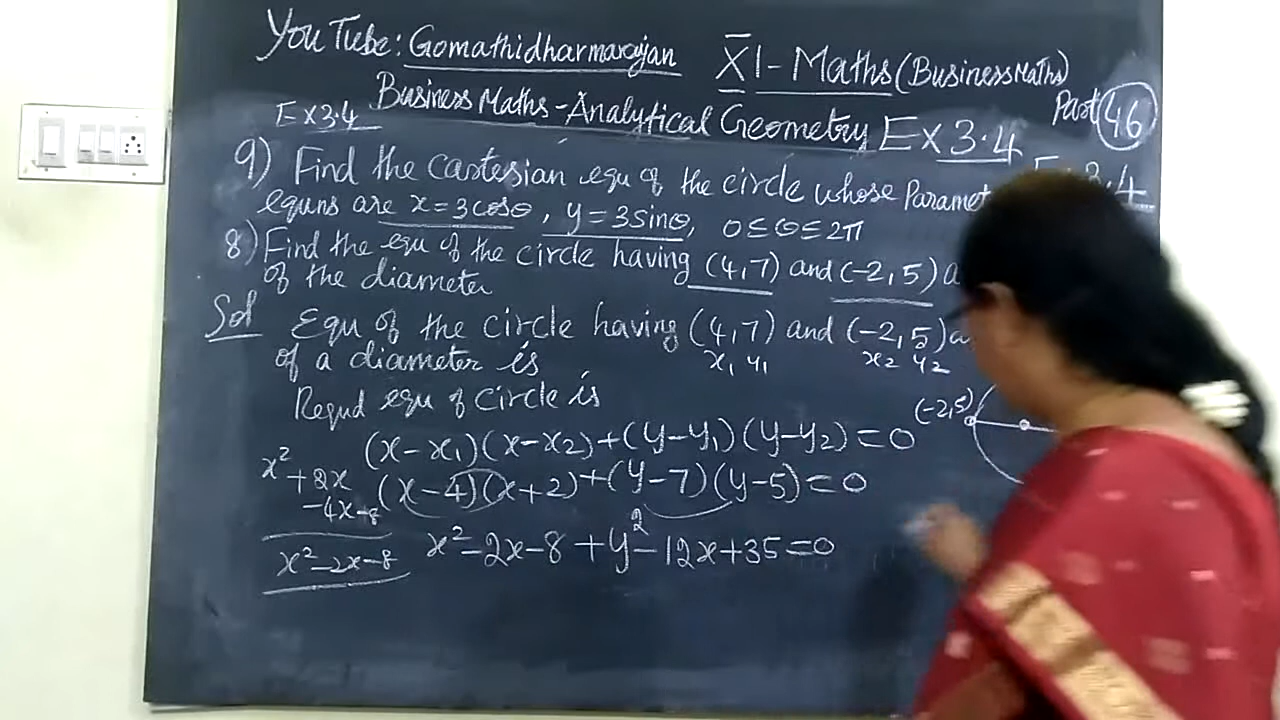 YouTube: Gomathidharmarajan XI - Maths (Business Maths)
Business Maths - Analytical Geometry Ex 3.4 Part 46
Ex 3.4
9) Find the cartesian equ of the circle whose Paramet
equns are x = 3cosθ, y = 3sinθ, 0 ≤ θ ≤ 2π
8) Find the equ of the circle having (4,7) and (-2,5) a
of the diameter
Sol Equ of the circle having (4,7) and (-2,5) a
x₁ y₁ x₂ y₂
of a diameter is
Requd equ of circle is
(-2,5)
(x-x₁)(x-x₂)+(y-y₁)(y-y₂)=0
x²+2x
-4x-8
(x-4)(x+2)+(y-7)(y-5)=0
x²-2x-8
x²-2x-8+y²-12x+35=0